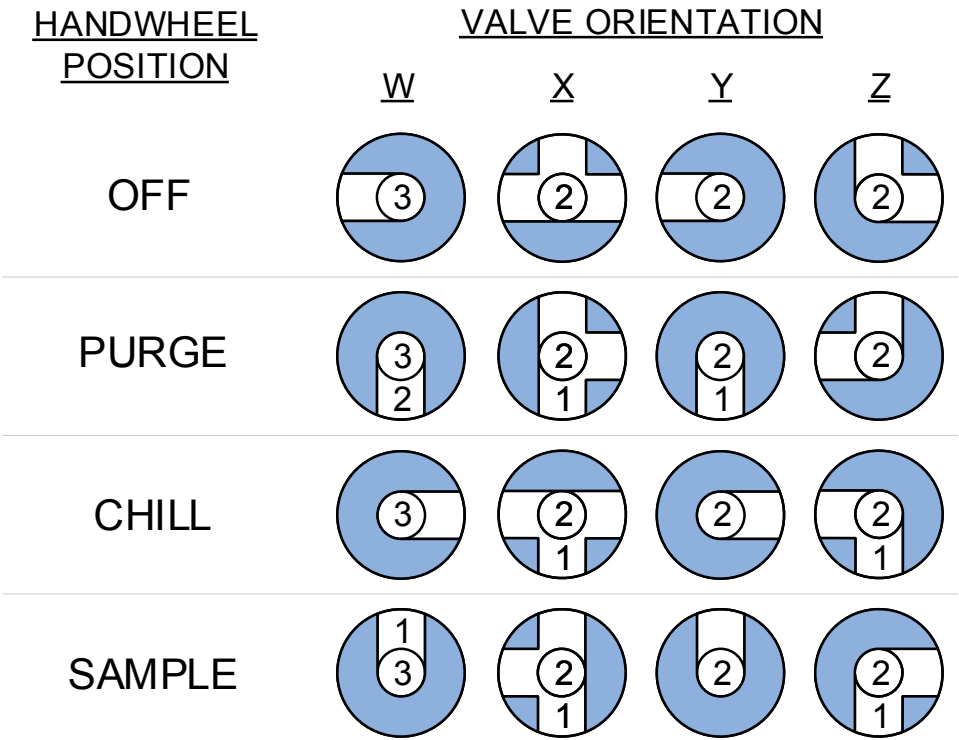 HANDWHEEL POSITION
VALVE ORIENTATION
W X Y Z
OFF
3 2 2 2
PURGE
3 2 2 2
2 1 1
CHILL
3 2 2 2
1 1
SAMPLE
1
3 2 2 2
1 1